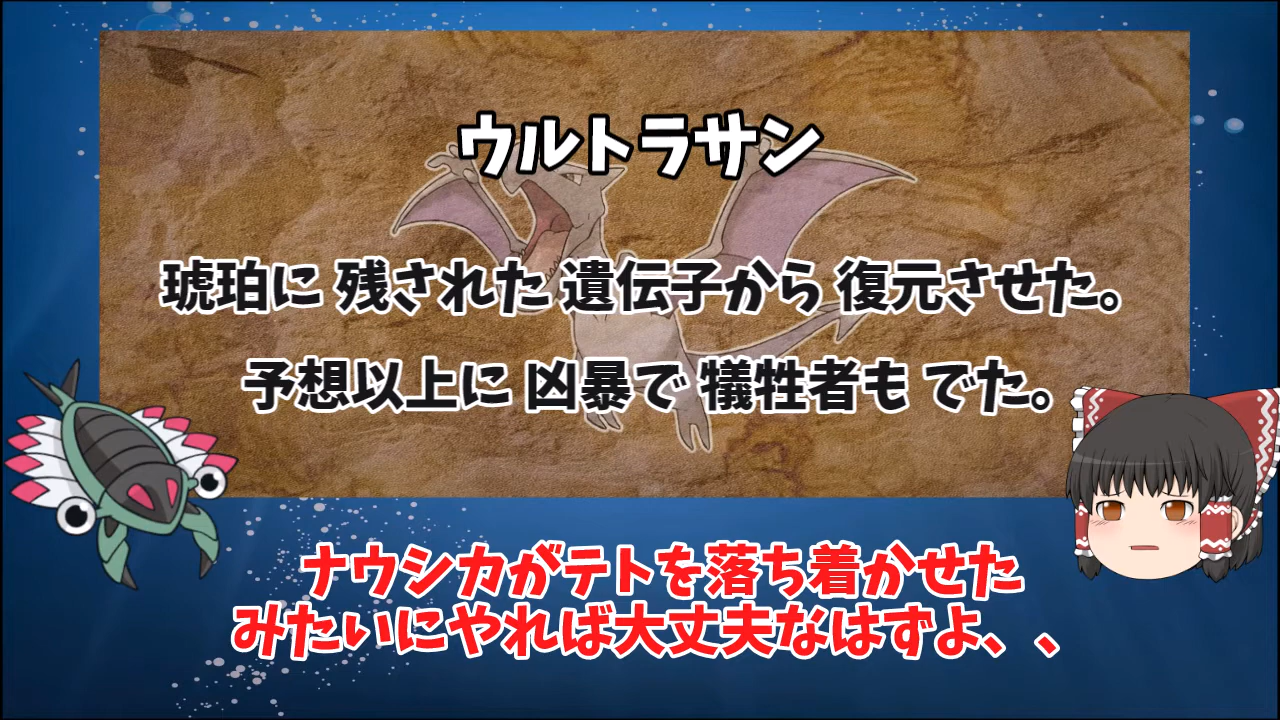 ウルトラサン
琥珀に 残された 遺伝子から 復元させた。
予想以上に 凶暴で 犠牲者も でた。
ナウシカがテトを落ち着かせた
みたいにやれば大丈夫なはずよ、、